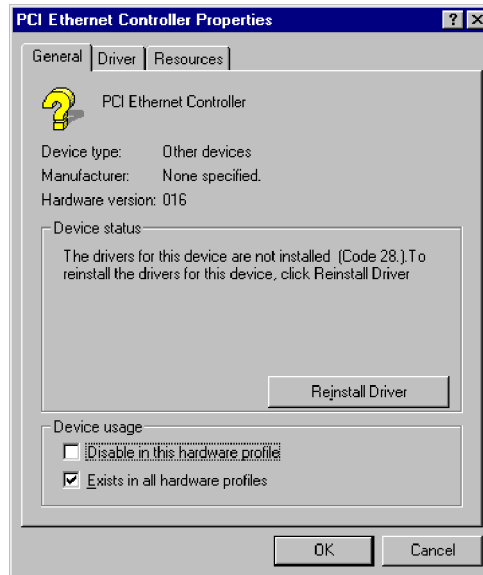 PCI Ethernet Controller Properties
General Driver Resources
PCI Ethernet Controller
Device type: Other devices
Manufacturer: None specified.
Hardware version: 016
Device status
The drivers for this device are not installed (Code 28.).To
reinstall the drivers for this device, click Reinstall Driver
Reinstall Driver
Device usage
Disable in this hardware profile
Exists in all hardware profiles
OK Cancel